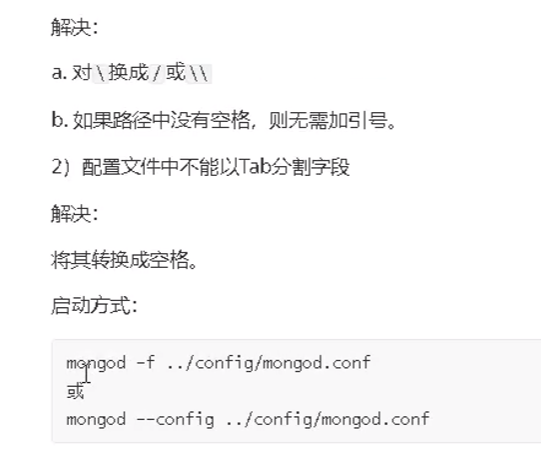 解决：
a. 对\换成/或\\
b. 如果路径中没有空格，则无需加引号。
2）配置文件中不能以Tab分割字段
解决：
将其转换成空格。
启动方式：
mongod -f ../config/mongod.conf
或
mongod --config ../config/mongod.conf